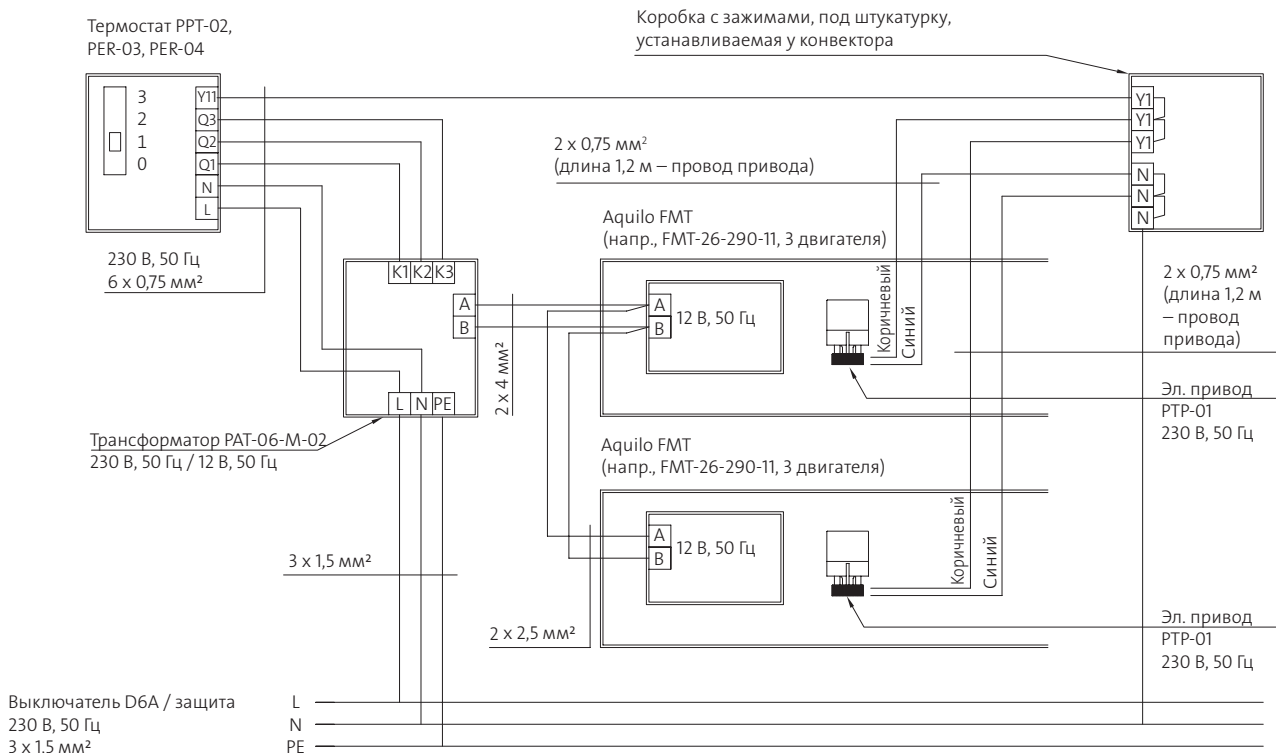 Термостат PPT-02,
PER-03, PER-04
Коробка с зажимами, под штукатурку,
устанавливаемая у конвектора
3
2
1
0
Y11
Q3
Q2
Q1
N
L
230 В, 50 Гц
6 x 0,75 мм²
Y1
Y1
Y1
N
N
N
2 x 0,75 мм²
(длина 1,2 м – провод привода)
K1 K2 K3
A
B
L N PE
2 x 4 мм²
Трансформатор PAT-06-M-02
230 В, 50 Гц / 12 В, 50 Гц
Aquilo FMT
(напр., FMT-26-290-11, 3 двигателя)
A
B
12 В, 50 Гц
Коричневый
Синий
2 x 0,75 мм²
(длина 1,2 м
– провод
привода)
Эл. привод
PTP-01
230 В, 50 Гц
Aquilo FMT
(напр., FMT-26-290-11, 3 двигателя)
A
B
12 В, 50 Гц
Коричневый
Синий
3 x 1,5 мм²
2 x 2,5 мм²
Эл. привод
PTP-01
230 В, 50 Гц
Выключатель D6A / защита
230 В, 50 Гц
3 x 1.5 мм²
L
N
PE